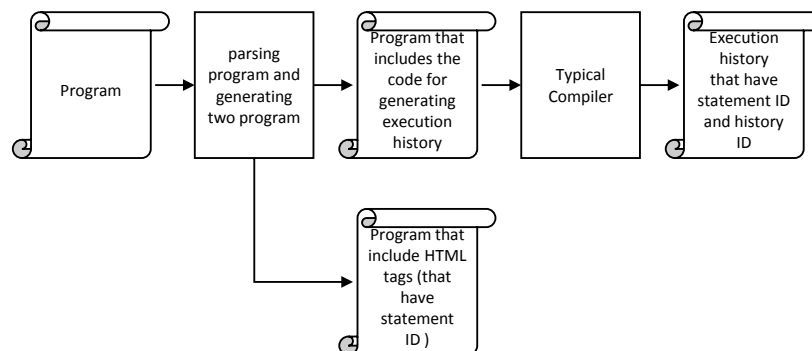 Program
parsing
program and
generating
two program
Program that
includes the
code for
generating
execution
history
Typical
Compiler
Execution
history
that have
statement ID
and history
ID
Program that
include HTML
tags (that
have
statement
ID )